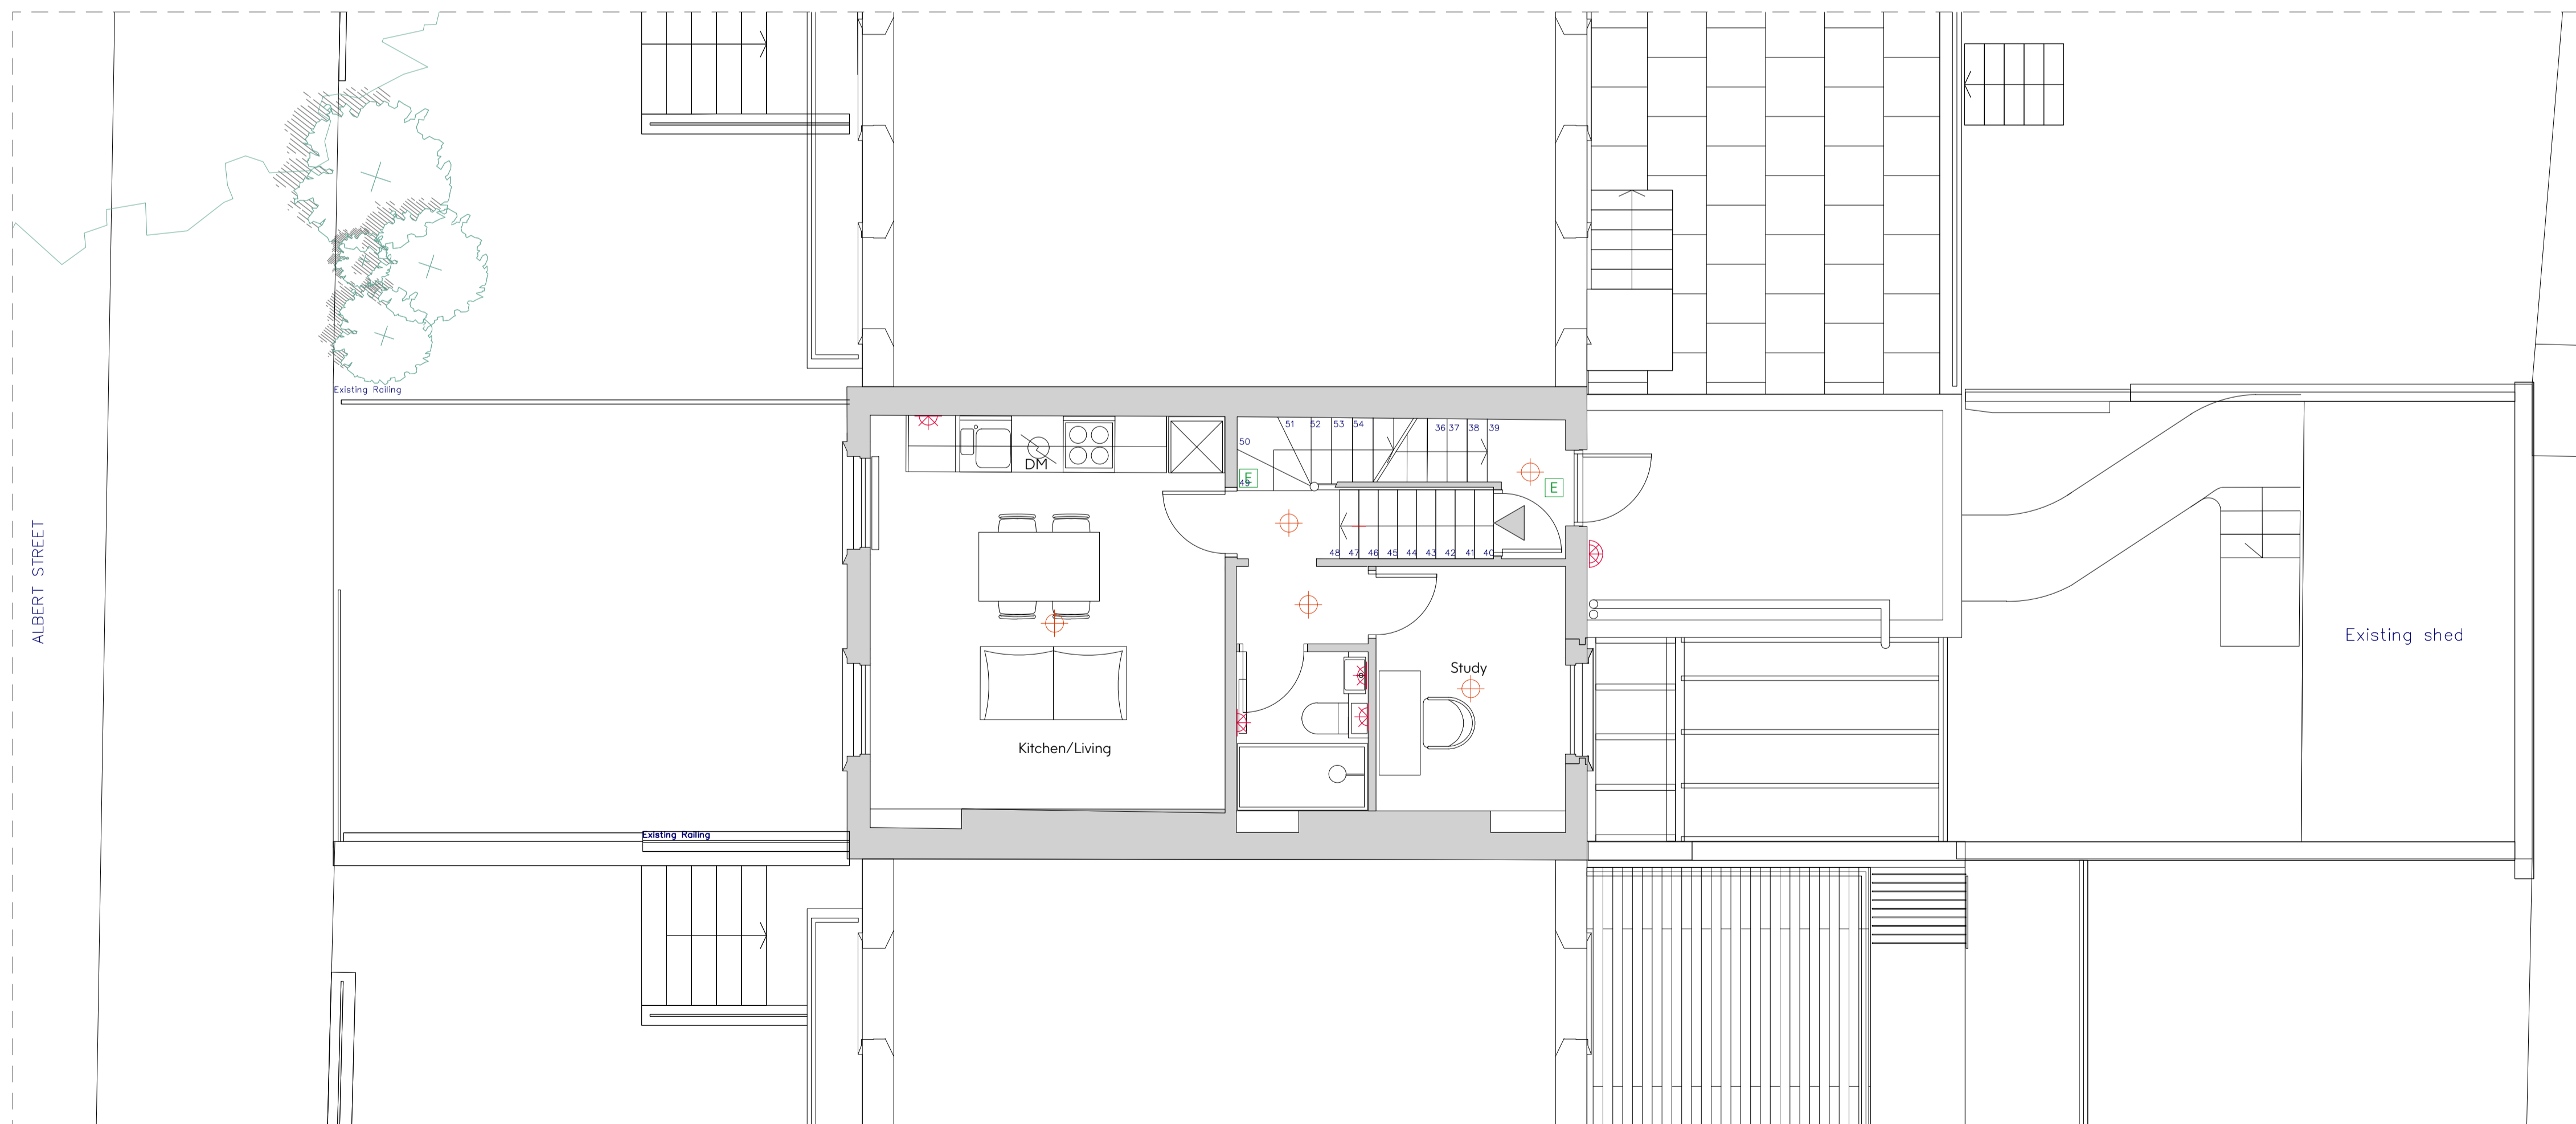 Existing Railing
51 52 53 54 36 37 38 39
50
DM
E
49
E
ALBERT STREET
48 47 46 45 44 43 42 41 40
Existing shed
Study
Kitchen/Living
Existing Railing